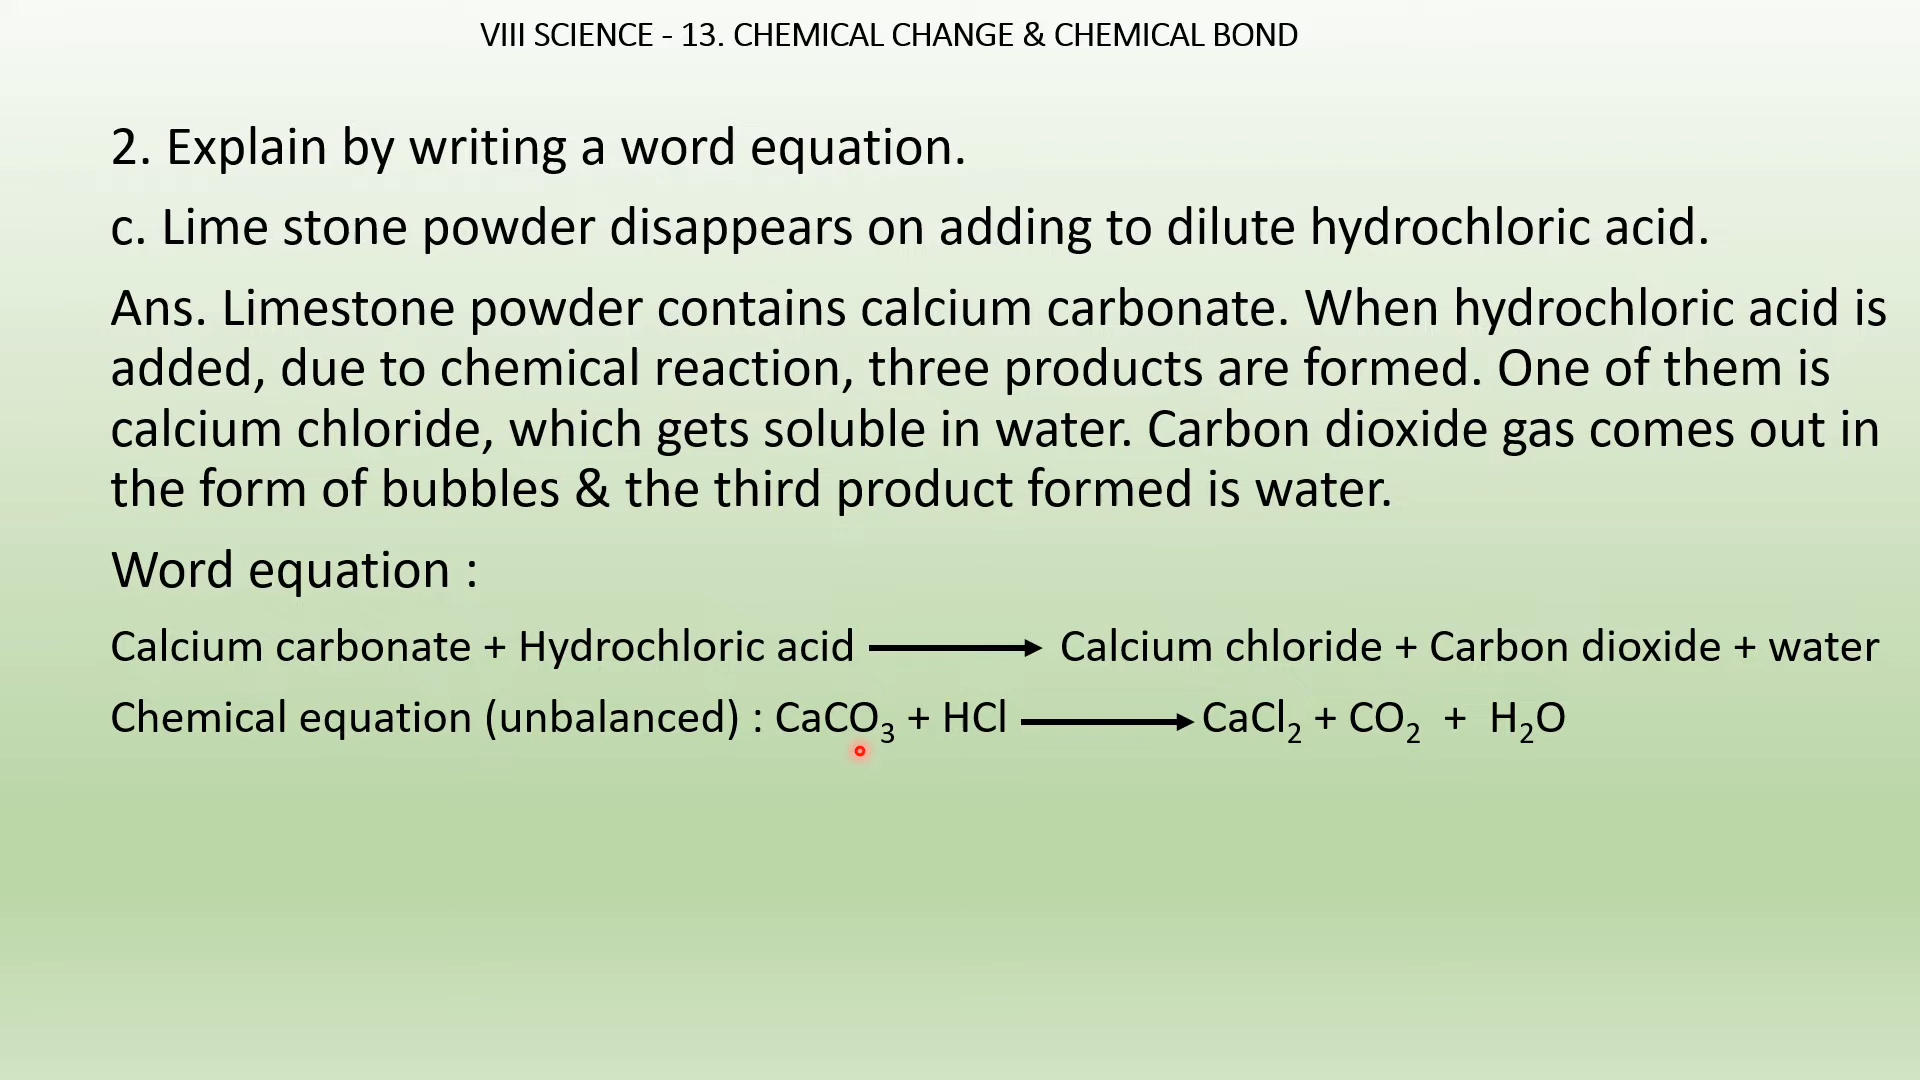 VIII SCIENCE - 13. CHEMICAL CHANGE & CHEMICAL BOND
2. Explain by writing a word equation.
c. Lime stone powder disappears on adding to dilute hydrochloric acid.
Ans. Limestone powder contains calcium carbonate. When hydrochloric acid is
added, due to chemical reaction, three products are formed. One of them is
calcium chloride, which gets soluble in water. Carbon dioxide gas comes out in
the form of bubbles & the third product formed is water.
Word equation :
Calcium carbonate + Hydrochloric acid ⟶ Calcium chloride + Carbon dioxide + water
Chemical equation (unbalanced) : CaCO₃ + HCl ⟶ CaCl₂ + CO₂ + H₂O